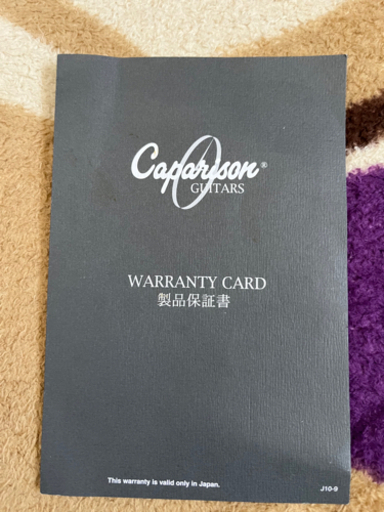 Caparison®
GUITARS
WARRANTY CARD
製品保証書
This warranty is valid only in Japan.
J10-9